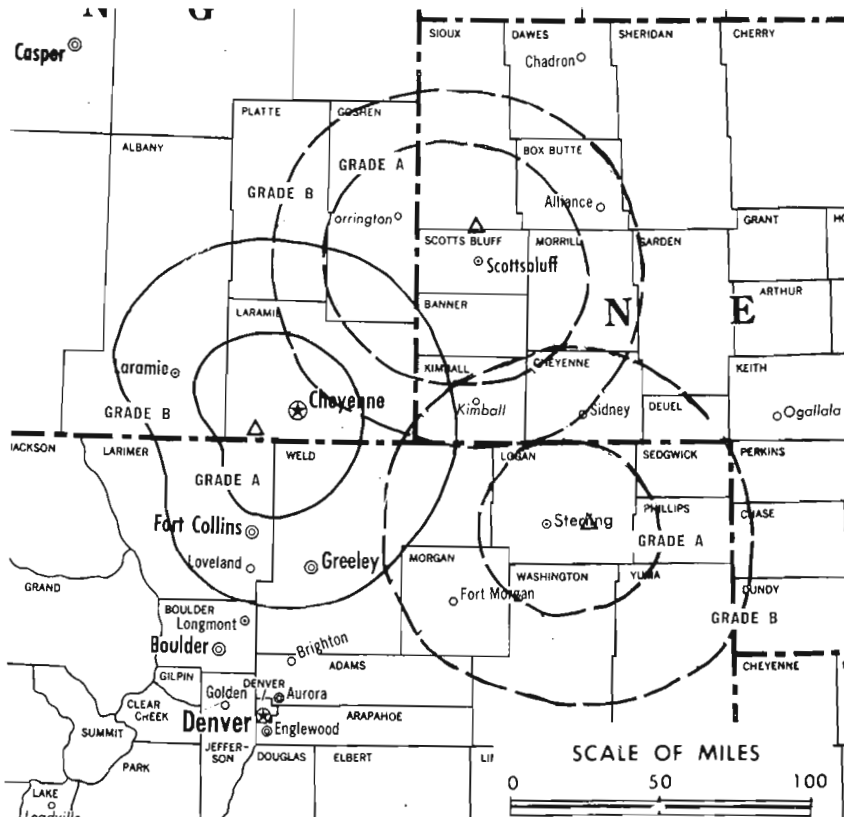 N G
SIOUX DAWES SHERIDAN CHERRY
Casper
Chadron
PLATTE GOSHEN
ALBANY
BOX BUTTE
GRADE A
GRADE B
Alliance
orrington
GRANT HO
SCOTTS BLUFF MORRILL GARDEN
Scottsbluff
ARTHUR
BANNER
N E
LARAMIE
KIMBALL CHEYENNE KEITH
aramie
Cheyenne
Kimball Sidney DEUEL Ogallala
GRADE B
JACKSON LARIMER WELD LOGAN SEDGWICK PERKINS
GRADE A
PHILLIPS CHASE
Fort Collins Sterling
GRADE A
Loveland Greeley MORGAN
WASHINGTON YUMA
GRAND DUNDY
Fort Morgan
BOULDER
Longmont GRADE B
Boulder Brighton
ADAMS CHEYENNE
GILPIN
DENVER
Golden Aurora
CLEAR CREEK
Denver ARAPAHOE
SUMMIT Englewood
JEFFER-
SON DOUGLAS ELBERT LI
PARK SCALE OF MILES
0 50 100
LAKE
Leadville